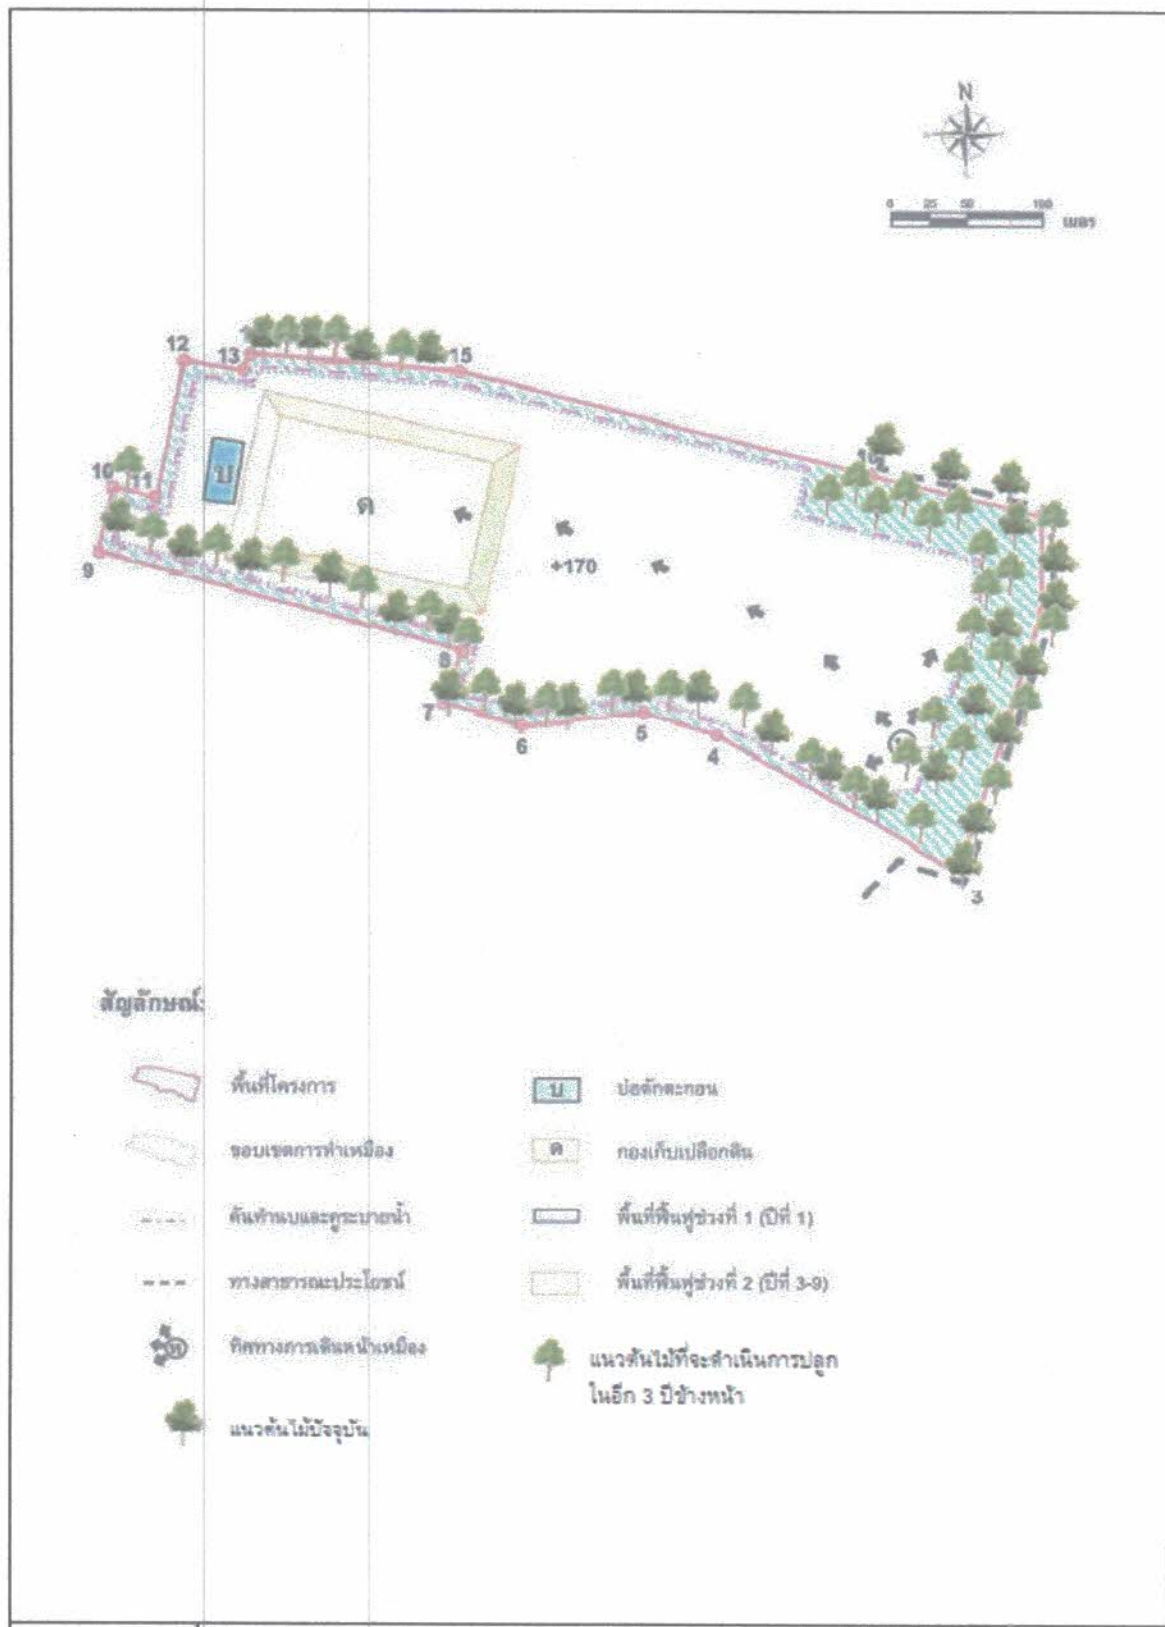 N
0 25 50 100
เมตร
12
13
15
10
11
บ
ด
+170
9
8
7
6
5
4
3
สัญลักษณ์:
พื้นที่โครงการ
ขอบเขตการทำเหมือง
คันทำนบและคูระบายน้ำ
ทางสาธารณะประโยชน์
ทิศทางการเดินหน้าเหมือง
แนวต้นไม้ปัจจุบัน
บ
บ่อดักตะกอน
ด
กองเก็บเปลือกดิน
พื้นที่ฟื้นฟูช่วงที่ 1 (ปีที่ 1)
พื้นที่ฟื้นฟูช่วงที่ 2 (ปีที่ 3-9)
แนวต้นไม้ที่จะดำเนินการปลูก
ในอีก 3 ปีข้างหน้า